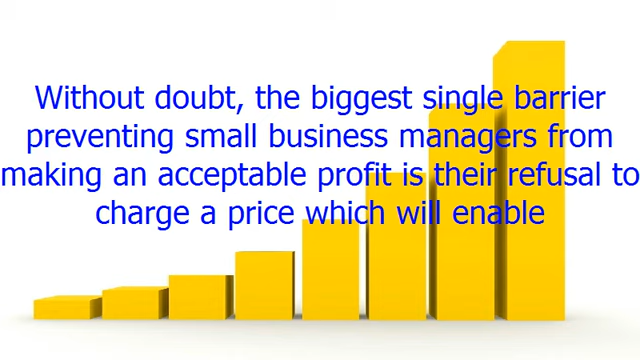 Without doubt, the biggest single barrier
preventing small business managers from
making an acceptable profit is their refusal to
charge a price which will enable